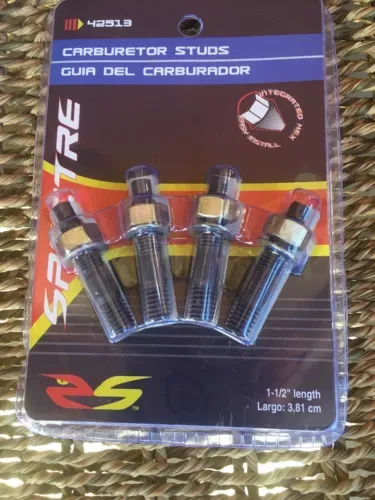 42513
CARBURETOR STUDS
GUIA DEL CARBURADOR
INTEGRATED HEX
EASY INSTALL
SPECTRE
TM
1-1/2" length
Largo: 3,81 cm